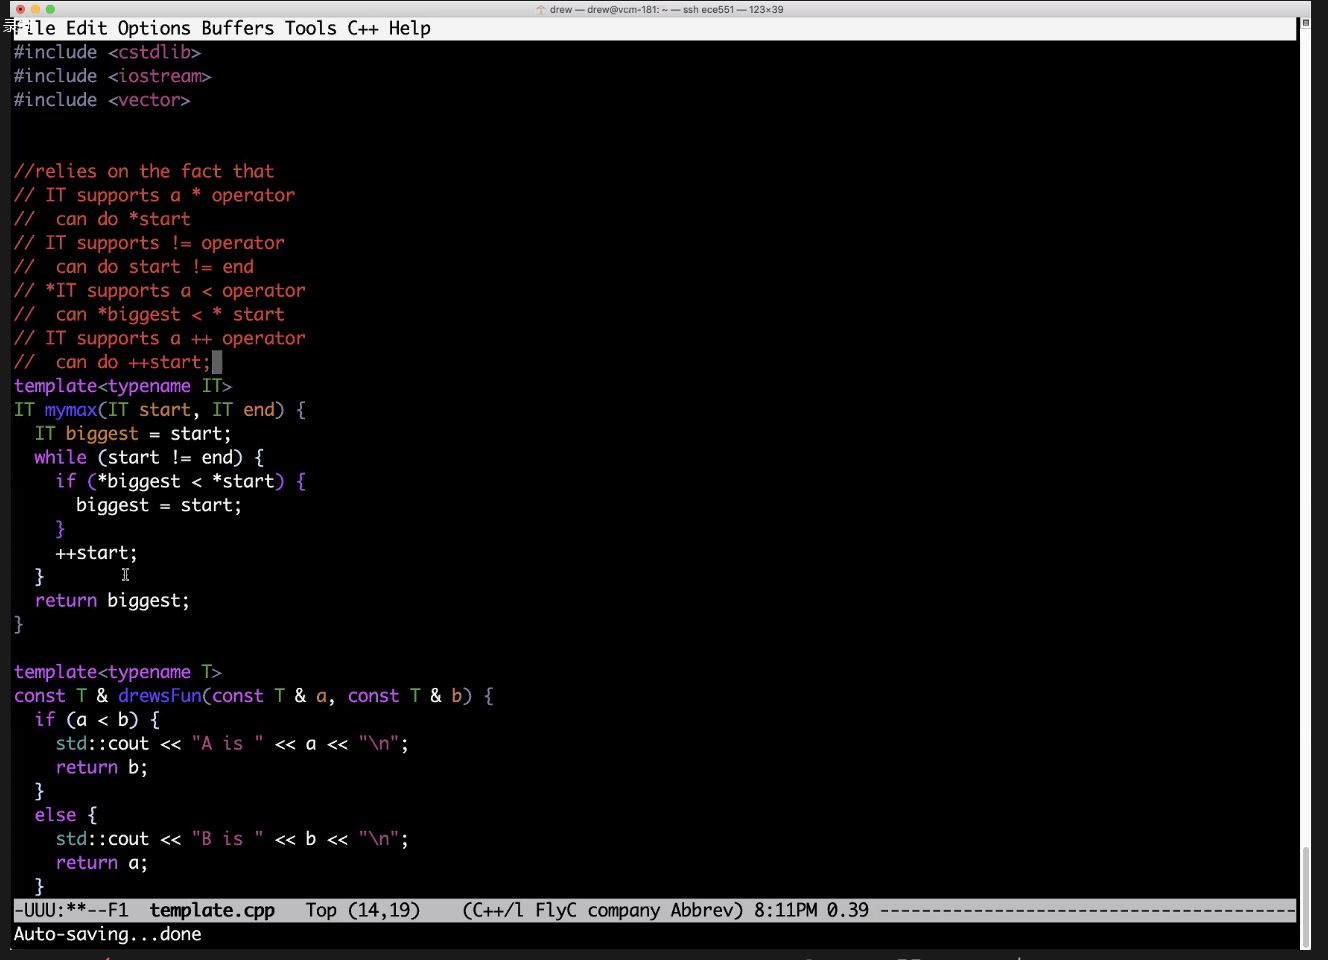 drew — drew@vcm-181: ~ — ssh ece551 — 123×39
File Edit Options Buffers Tools C++ Help
#include <cstdlib>
#include <iostream>
#include <vector>
//relies on the fact that
// IT supports a * operator
//  can do *start
// IT supports != operator
//  can do start != end
// *IT supports a < operator
//  can *biggest < * start
// IT supports a ++ operator
//  can do ++start;
template<typename IT>
IT mymax(IT start, IT end) {
  IT biggest = start;
  while (start != end) {
    if (*biggest < *start) {
      biggest = start;
    }
    ++start;
  }
  return biggest;
}
template<typename T>
const T & drewsFun(const T & a, const T & b) {
  if (a < b) {
    std::cout << "A is " << a << "\n";
    return b;
  }
  else {
    std::cout << "B is " << b << "\n";
    return a;
  }
-UUU:**--F1  template.cpp   Top (14,19)    (C++/l FlyC company Abbrev) 8:11PM 0.39 ----------------------------------------
Auto-saving...done